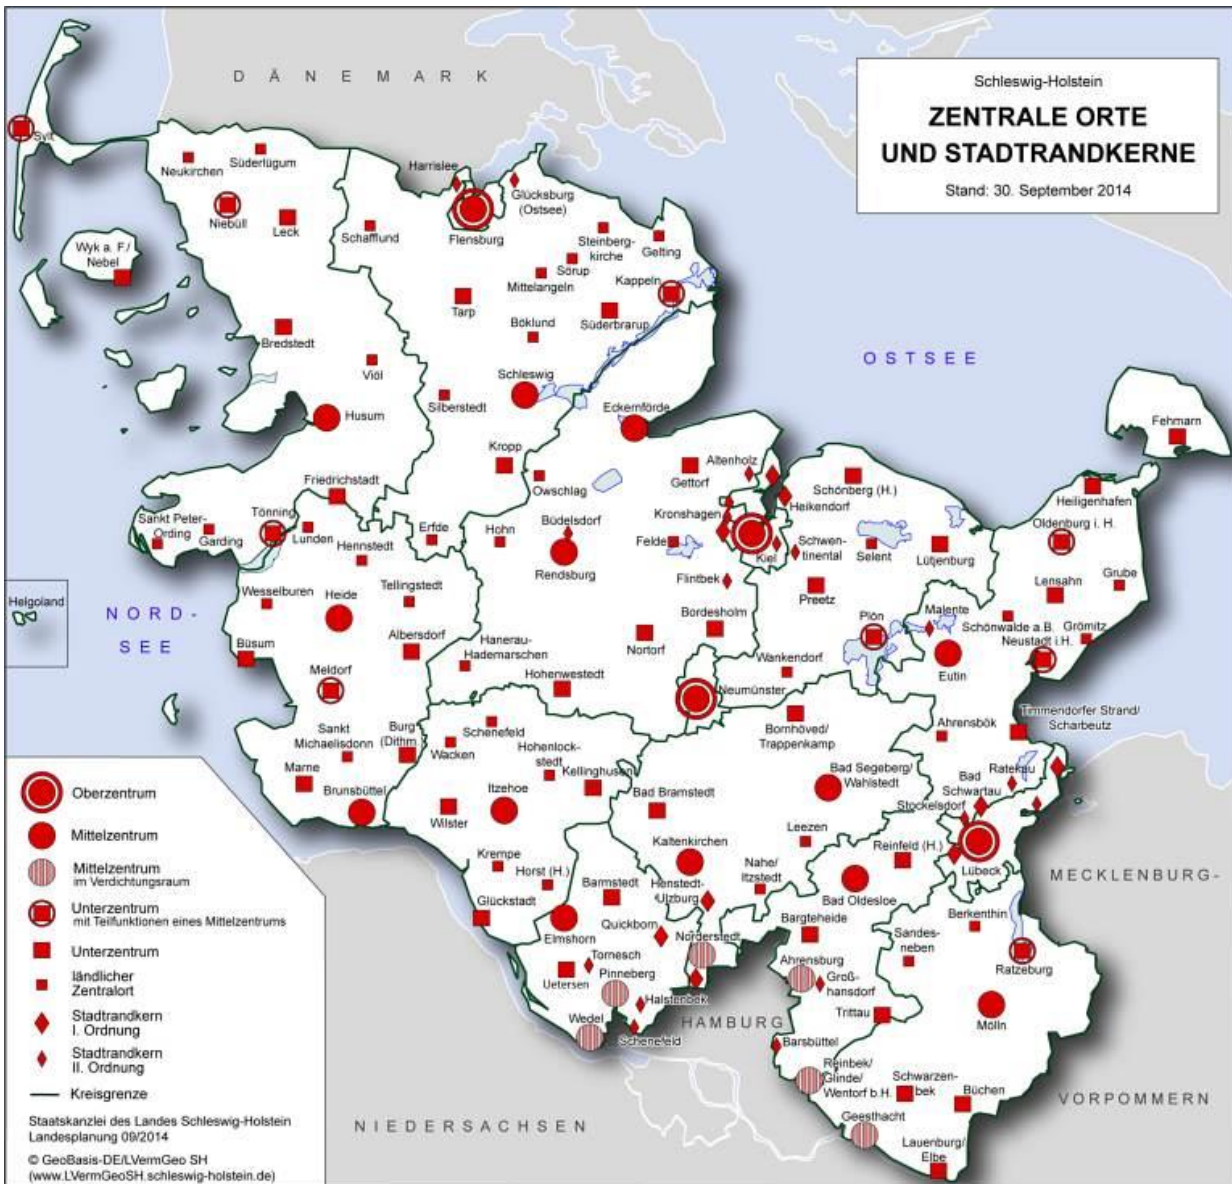 DÄNEMARK
Schleswig-Holstein
ZENTRALE ORTE
UND STADTRANDKERNE
Stand: 30. September 2014
Sylt
Neukirchen
Süderlügum
Harrislee
Glücksburg
(Ostsee)
Niebüll
Leck
Schafflund
Flensburg
Steinberg-
kirche
Gelting
Wyk a. F./
Nebel
Sörup
Mittelangeln
Kappeln
Tarp
Süderbrarup
Bredstedt
Böklund
Viöl
OSTSEE
Schleswig
Silberstedt
Husum
Eckernförde
Fehmarn
Kropp
Owschlag
Gettorf
Altenholz
Schönberg (H.)
Heikendorf
Heiligenhafen
Friedrichstadt
Tönning
Sankt Peter-
Ording
Garding
Lunden
Hennstedt
Erfde
Hohn
Büdelsdorf
Rendsburg
Kronshagen
Felde
Kiel
Schwen-
tinental
Selent
Lütjenburg
Oldenburg i. H.
Flintbek
Helgoland
NORD-
SEE
Wesselburen
Heide
Tellingstedt
Preetz
Lensahn
Grube
Büsum
Albersdorf
Hanerau-
Hademarschen
Nortorf
Bordesholm
Plön
Malente
Schönwalde a.B.
Grömitz
Neustadt i.H.
Eutin
Meldorf
Hohenwestedt
Wankendorf
Neumünster
Sankt
Michaelisdonn
Burg
(Dithm.
Schenefeld
Wacken
Hohenlock-
stedt
Kellinghusen
Bornhöved/
Trappenkamp
Ahrensbök
Timmendorfer Strand/
Scharbeutz
Marne
Brunsbüttel
Wilster
Itzehoe
Bad Bramstedt
Bad Segeberg/
Wahlstedt
Ratekau
Bad
Schwartau
Stockelsdorf
Krempe
Horst (H.)
Kaltenkirchen
Leezen
Reinfeld (H.)
Lübeck
Glückstadt
Barmstedt
Henstedt-
Ulzburg
Nahe/
Itzstedt
Bad Oldesloe
MECKLENBURG-
Elmshorn
Quickborn
Norderstedt
Bargteheide
Sandes-
neben
Berkenthin
Ratzeburg
Uetersen
Tornesch
Pinneberg
Halstenbek
Ahrensburg
Groß-
hansdorf
Wedel
Schenefeld
HAMBURG
Trittau
Mölln
Barsbüttel
Reinbek/
Glinde/
Wentorf b.H.
Schwarzen-
bek
Büchen
VORPOMMERN
Geesthacht
Lauenburg/
Elbe
NIEDERSACHSEN
Oberzentrum
Mittelzentrum
Mittelzentrum
im Verdichtungsraum
Unterzentrum
mit Teilfunktionen eines Mittelzentrums
Unterzentrum
ländlicher
Zentralort
Stadtrandkern
I. Ordnung
Stadtrandkern
II. Ordnung
Kreisgrenze
Staatskanzlei des Landes Schleswig-Holstein
Landesplanung 09/2014
© GeoBasis-DE/LVermGeo SH
(www.LVermGeoSH.schleswig-holstein.de)